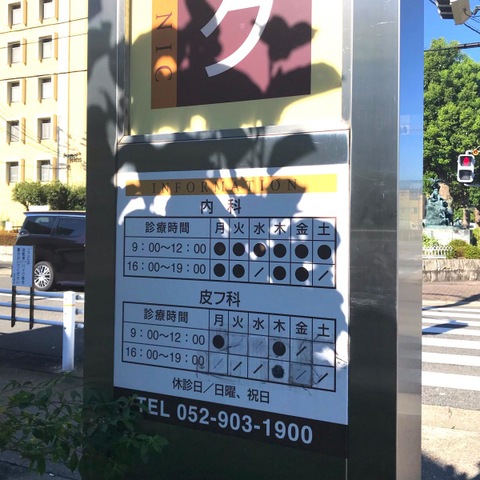 ク
NIC
INFORMATION
内 科
診療時間 月 火 水 木 金 土
9：00〜12：00 ● ● ● ● ● ●
16：00〜19：00 ● ● ／ ● ● ／
皮フ科
診療時間 月 火 水 木 金 土
9：00〜12：00 ● ● ／
16：00〜19：00 ／ ／ ● ／ ／
休診日／日曜、祝日
TEL 052-903-1900